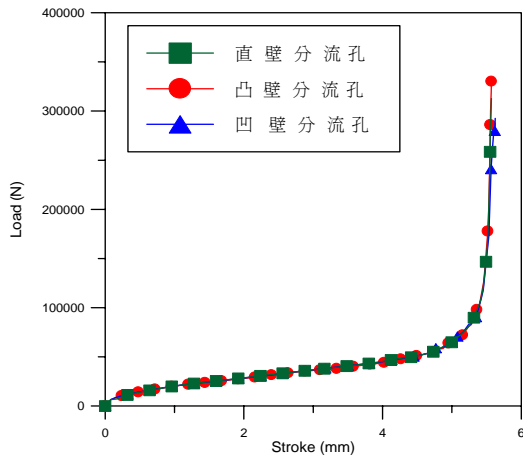 400000
直 壁 分 流 孔
凸 壁 分 流 孔
凹 壁 分 流 孔
300000
200000
100000
0
Load (N)
0 2 4 6
Stroke (mm)